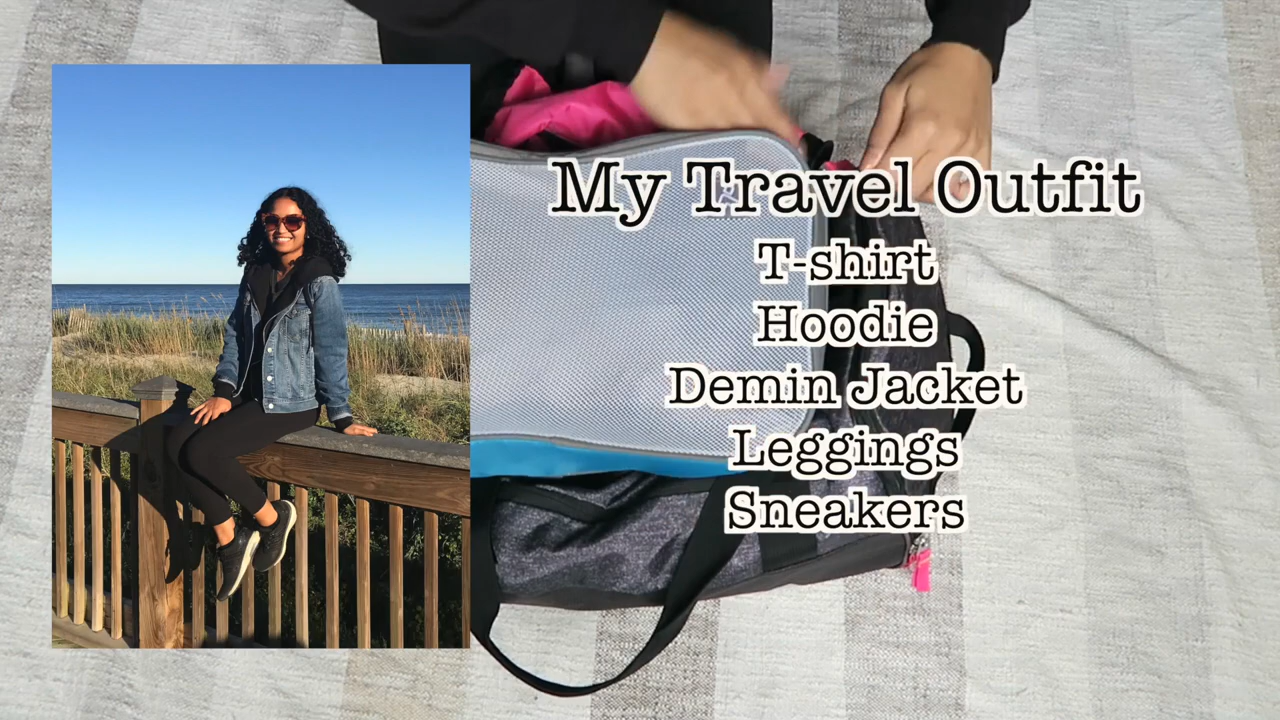 My Travel Outfit
T-shirt
Hoodie
Demin Jacket
Leggings
Sneakers